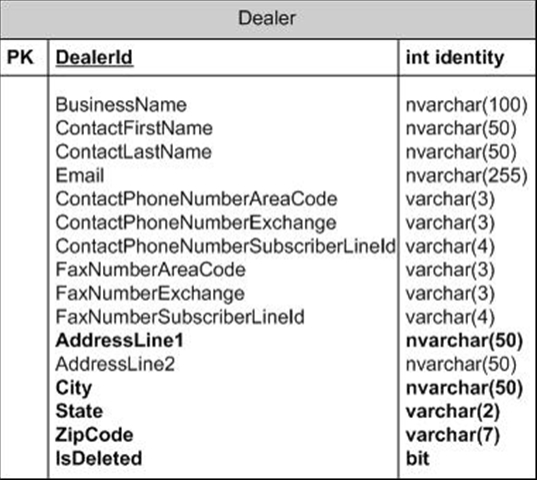 Dealer
PK DealerId int identity
BusinessName nvarchar(100)
ContactFirstName nvarchar(50)
ContactLastName nvarchar(50)
Email nvarchar(255)
ContactPhoneNumberAreaCode varchar(3)
ContactPhoneNumberExchange varchar(3)
ContactPhoneNumberSubscriberLineId varchar(4)
FaxNumberAreaCode varchar(3)
FaxNumberExchange varchar(3)
FaxNumberSubscriberLineId varchar(4)
AddressLine1 nvarchar(50)
AddressLine2 nvarchar(50)
City nvarchar(50)
State varchar(2)
ZipCode varchar(7)
IsDeleted bit